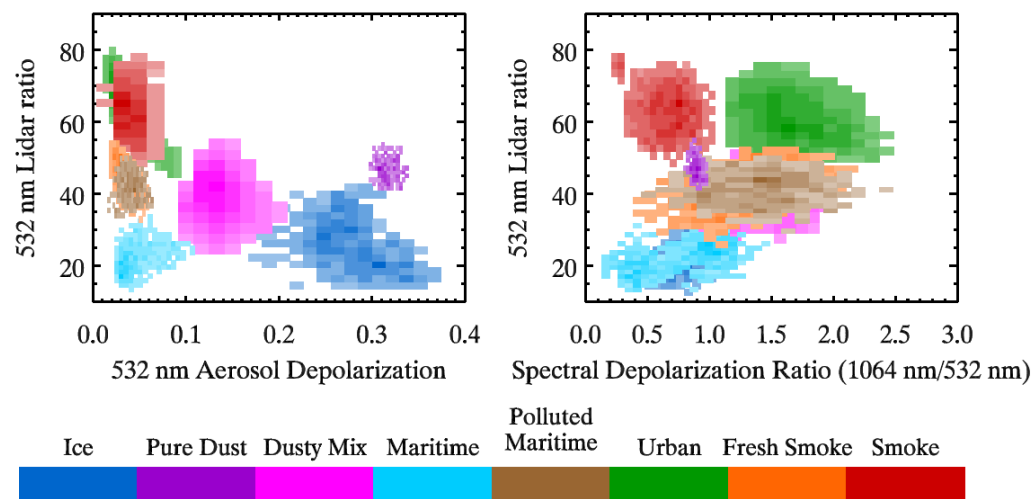 80
60
40
20
532 nm Lidar ratio
0.0 0.1 0.2 0.3 0.4
532 nm Aerosol Depolarization
80
60
40
20
532 nm Lidar ratio
0.0 0.5 1.0 1.5 2.0 2.5 3.0
Spectral Depolarization Ratio (1064 nm/532 nm)
Ice Pure Dust Dusty Mix Maritime Polluted Maritime Urban Fresh Smoke Smoke